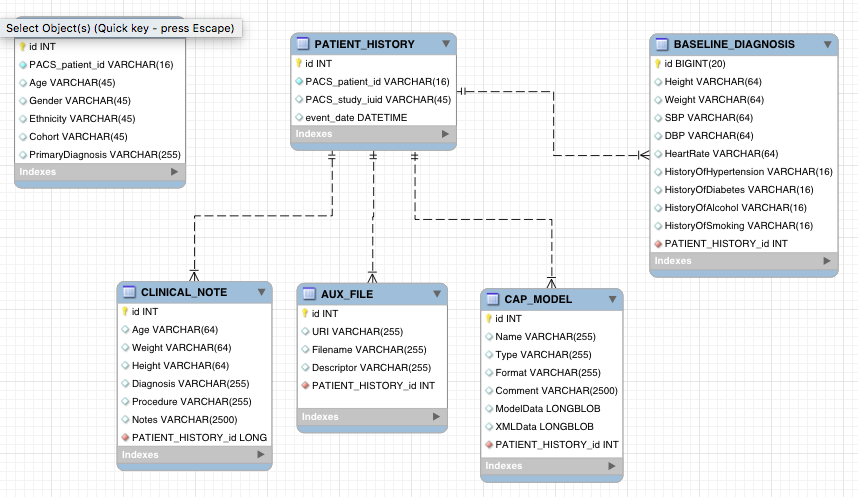 Select Object(s) (Quick key - press Escape)
id INT
PACS_patient_id VARCHAR(16)
Age VARCHAR(45)
Gender VARCHAR(45)
Ethnicity VARCHAR(45)
Cohort VARCHAR(45)
PrimaryDiagnosis VARCHAR(255)
Indexes
PATIENT_HISTORY
id INT
PACS_patient_id VARCHAR(16)
PACS_study_iuid VARCHAR(45)
event_date DATETIME
Indexes
BASELINE_DIAGNOSIS
id BIGINT(20)
Height VARCHAR(64)
Weight VARCHAR(64)
SBP VARCHAR(64)
DBP VARCHAR(64)
HeartRate VARCHAR(64)
HistoryOfHypertension VARCHAR(16)
HistoryOfDiabetes VARCHAR(16)
HistoryOfAlcohol VARCHAR(16)
HistoryOfSmoking VARCHAR(16)
PATIENT_HISTORY_id INT
Indexes
CLINICAL_NOTE
id INT
Age VARCHAR(64)
Weight VARCHAR(64)
Height VARCHAR(64)
Diagnosis VARCHAR(255)
Procedure VARCHAR(255)
Notes VARCHAR(2500)
PATIENT_HISTORY_id LONG
Indexes
AUX_FILE
id INT
URI VARCHAR(255)
Filename VARCHAR(255)
Descriptor VARCHAR(255)
PATIENT_HISTORY_id INT
Indexes
CAP_MODEL
id INT
Name VARCHAR(255)
Type VARCHAR(255)
Format VARCHAR(255)
Comment VARCHAR(2500)
ModelData LONGBLOB
XMLData LONGBLOB
PATIENT_HISTORY_id INT
Indexes